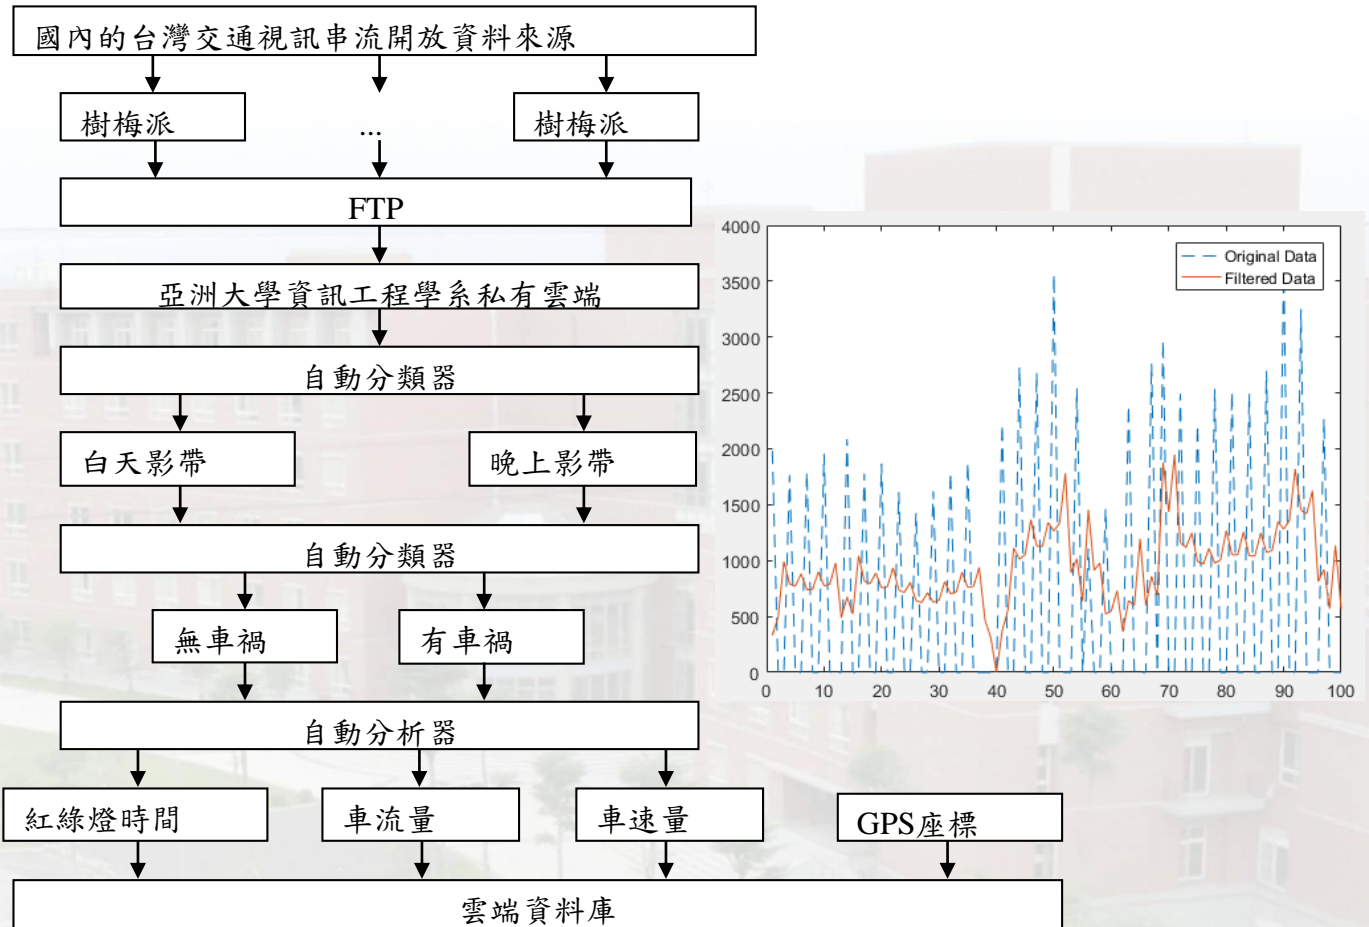 國內的台灣交通視訊串流開放資料來源
樹梅派
...
樹梅派
FTP
亞洲大學資訊工程學系私有雲端
自動分類器
白天影帶
晚上影帶
自動分類器
無車禍
有車禍
自動分析器
紅綠燈時間
車流量
車速量
GPS座標
雲端資料庫
Original Data
Filtered Data
4000
3500
3000
2500
2000
1500
1000
500
0
0 10 20 30 40 50 60 70 80 90 100